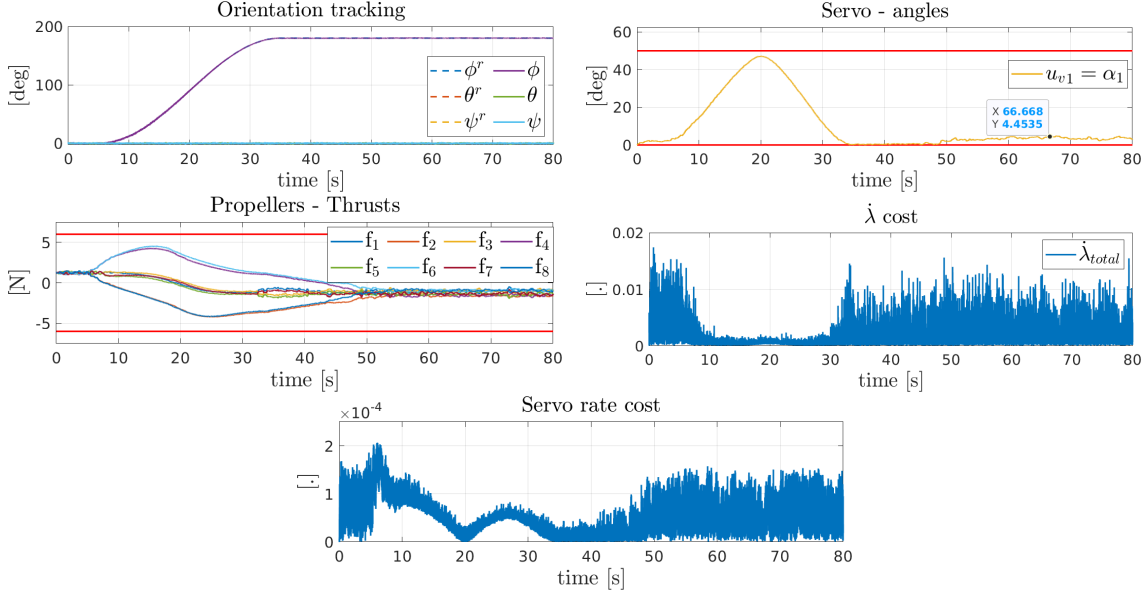 Orientation tracking
200
100
0
[deg]
ϕ^r ϕ
θ^r θ
ψ^r ψ
0 10 20 30 40 50 60 70 80
time [s]
Servo - angles
60
40
20
0
[deg]
u_{v1} = α_1
X 66.668
Y 4.4535
0 10 20 30 40 50 60 70 80
time [s]
Propellers - Thrusts
5
0
-5
[N]
f_1 f_2 f_3 f_4
f_5 f_6 f_7 f_8
0 10 20 30 40 50 60 70 80
time [s]
λ̇ cost
0.02
0.01
0
[.]
λ̇_{total}
0 10 20 30 40 50 60 70 80
time [s]
Servo rate cost
×10^{-4}
2
1
0
[.]
0 10 20 30 40 50 60 70 80
time [s]